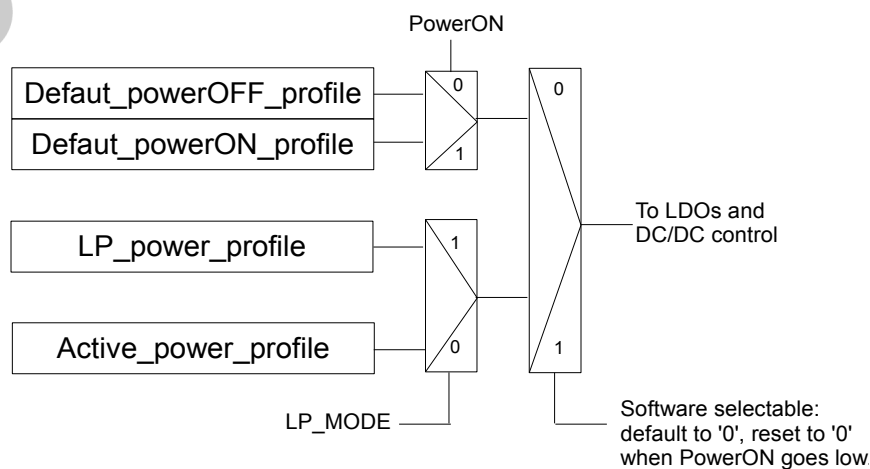 PowerON
Defaut_powerOFF_profile
0
0
Defaut_powerON_profile
1
To LDOs and
DC/DC control
LP_power_profile
1
Active_power_profile
0
1
LP_MODE
Software selectable:
default to '0', reset to '0'
when PowerON goes low.